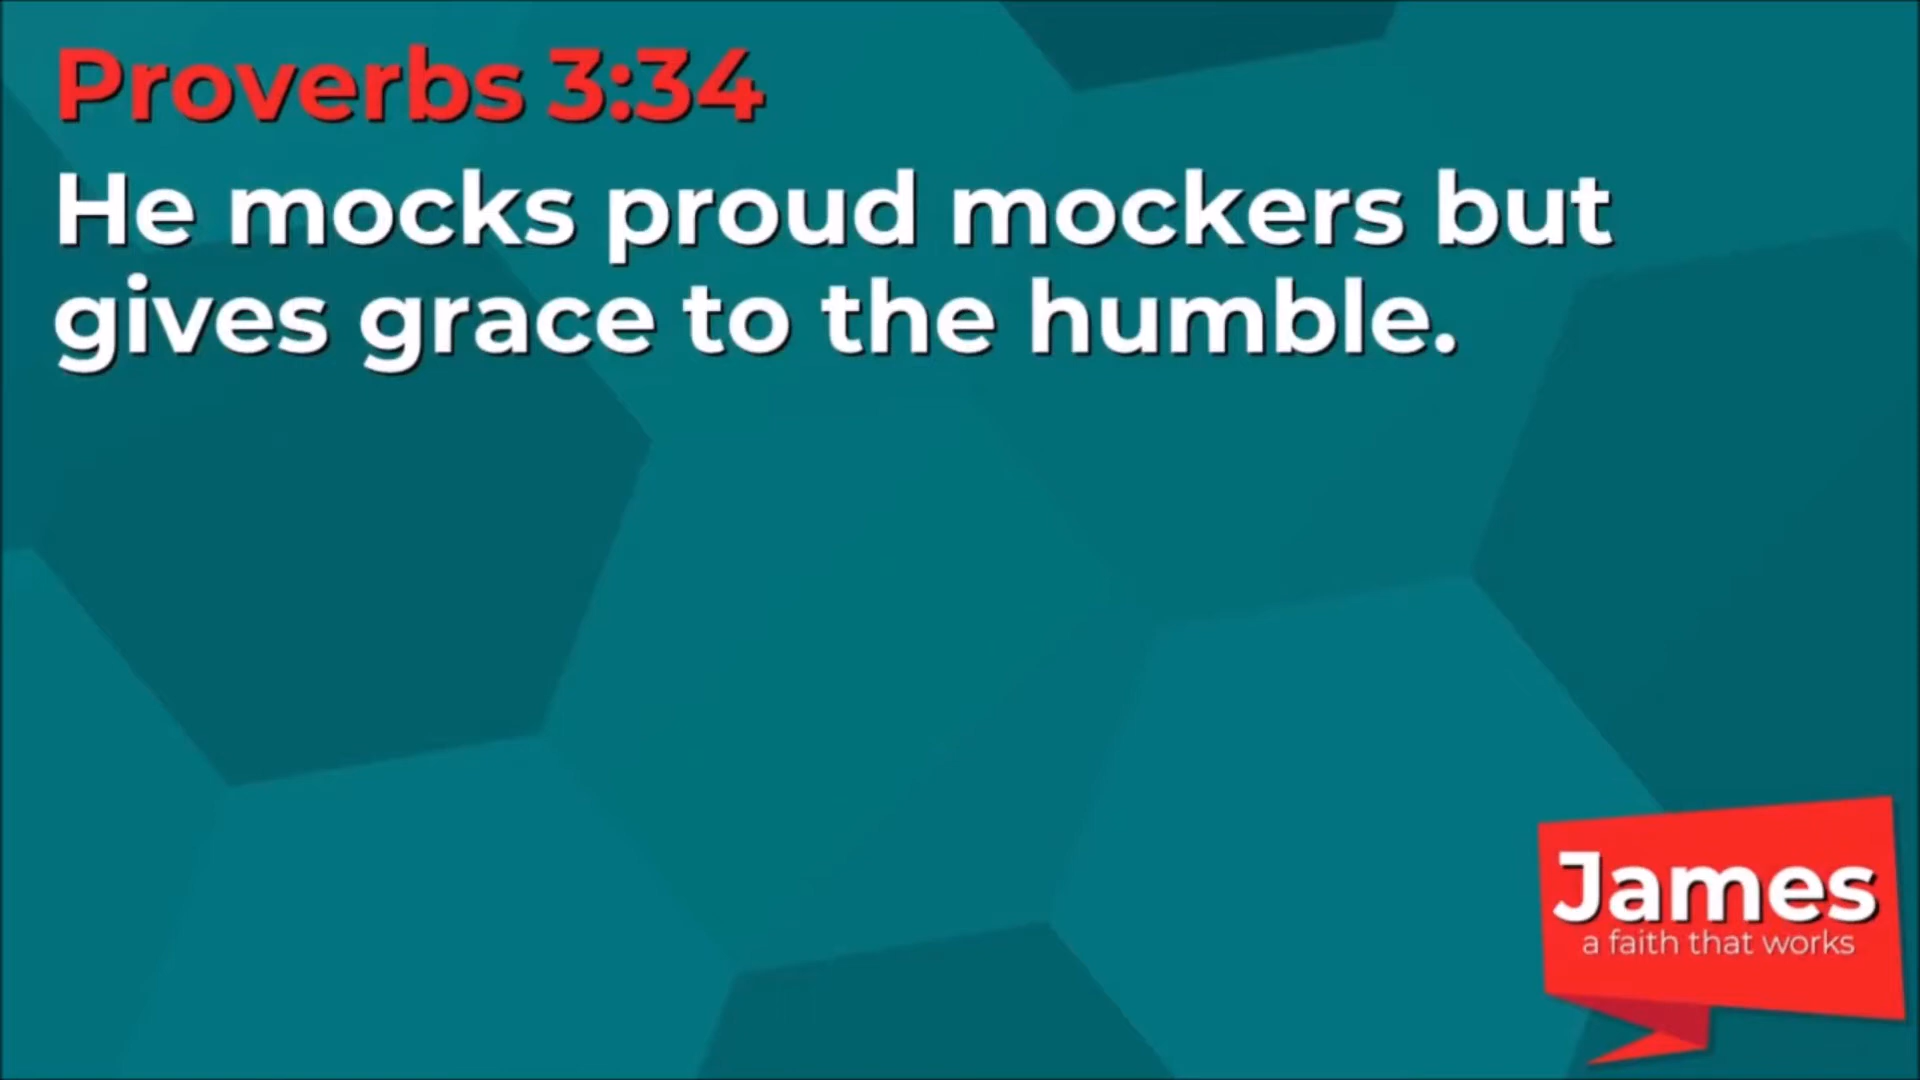 Proverbs 3:34
He mocks proud mockers but
gives grace to the humble.
James
a faith that works